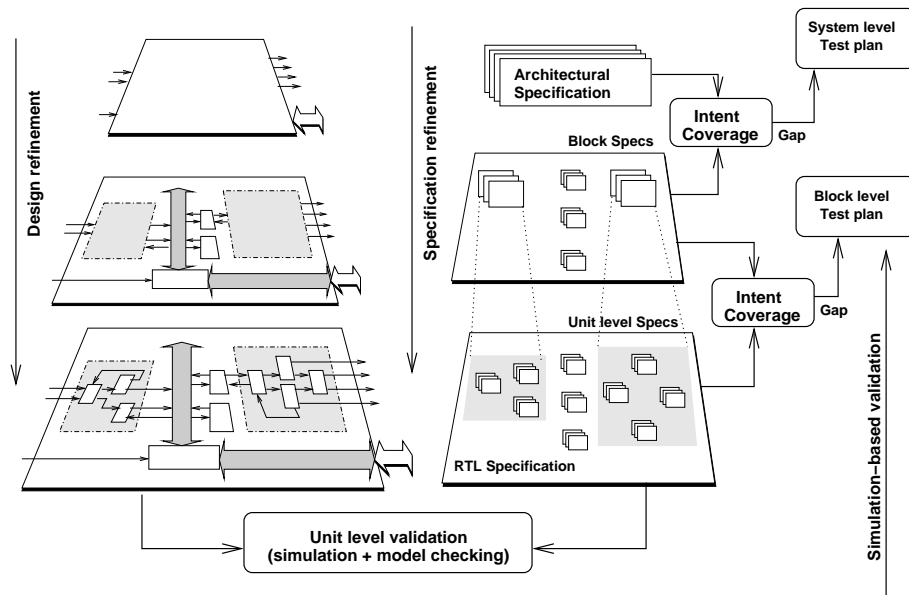 System level
Test plan
Architectural
Specification
Intent
Coverage
Gap
Block Specs
Block level
Test plan
Design refinement
Specification refinement
Intent
Coverage
Gap
Unit level Specs
RTL Specification
Simulation−based validation
Unit level validation
(simulation + model checking)